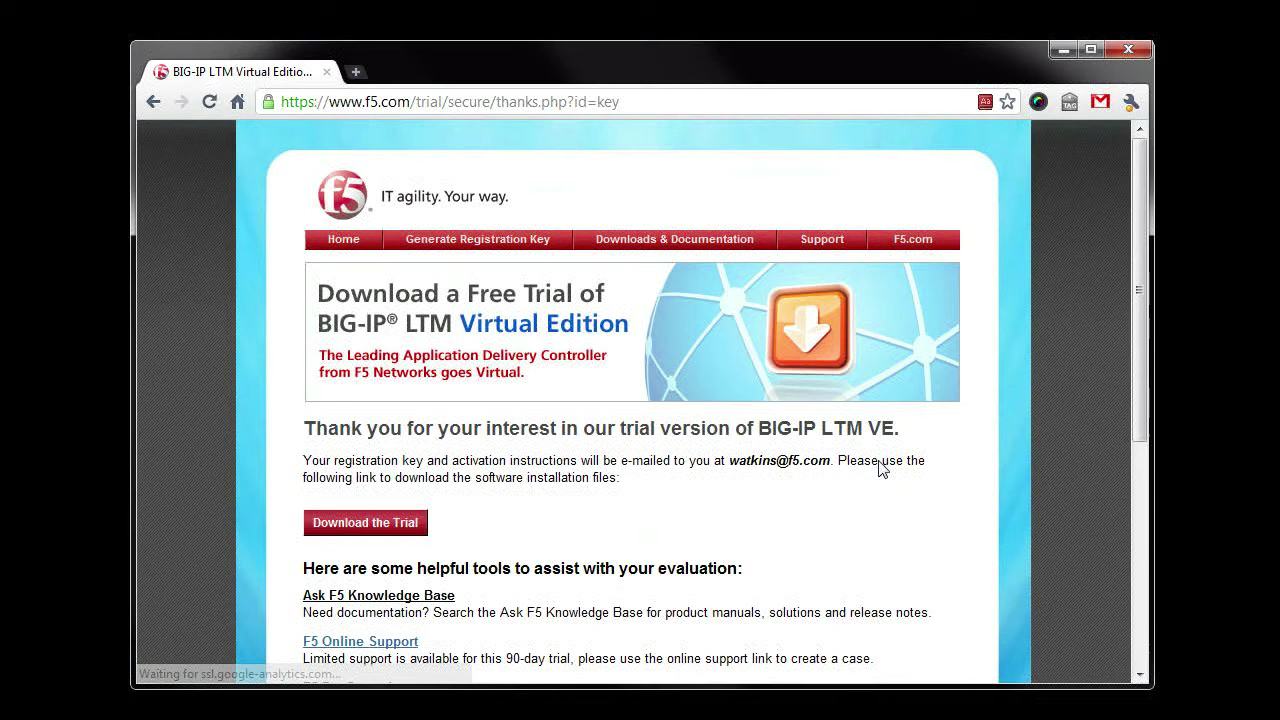 BIG-IP LTM Virtual Editio...
https://www.f5.com/trial/secure/thanks.php?id=key
Aa
TAG
f5
IT agility. Your way.
Home Generate Registration Key Downloads & Documentation Support F5.com
Download a Free Trial of
BIG-IP® LTM Virtual Edition
The Leading Application Delivery Controller
from F5 Networks goes Virtual.
Thank you for your interest in our trial version of BIG-IP LTM VE.
Your registration key and activation instructions will be e-mailed to you at watkins@f5.com. Please use the
following link to download the software installation files:
Download the Trial
Here are some helpful tools to assist with your evaluation:
Ask F5 Knowledge Base
Need documentation? Search the Ask F5 Knowledge Base for product manuals, solutions and release notes.
F5 Online Support
Limited support is available for this 90-day trial, please use the online support link to create a case.
Waiting for ssl.google-analytics.com...